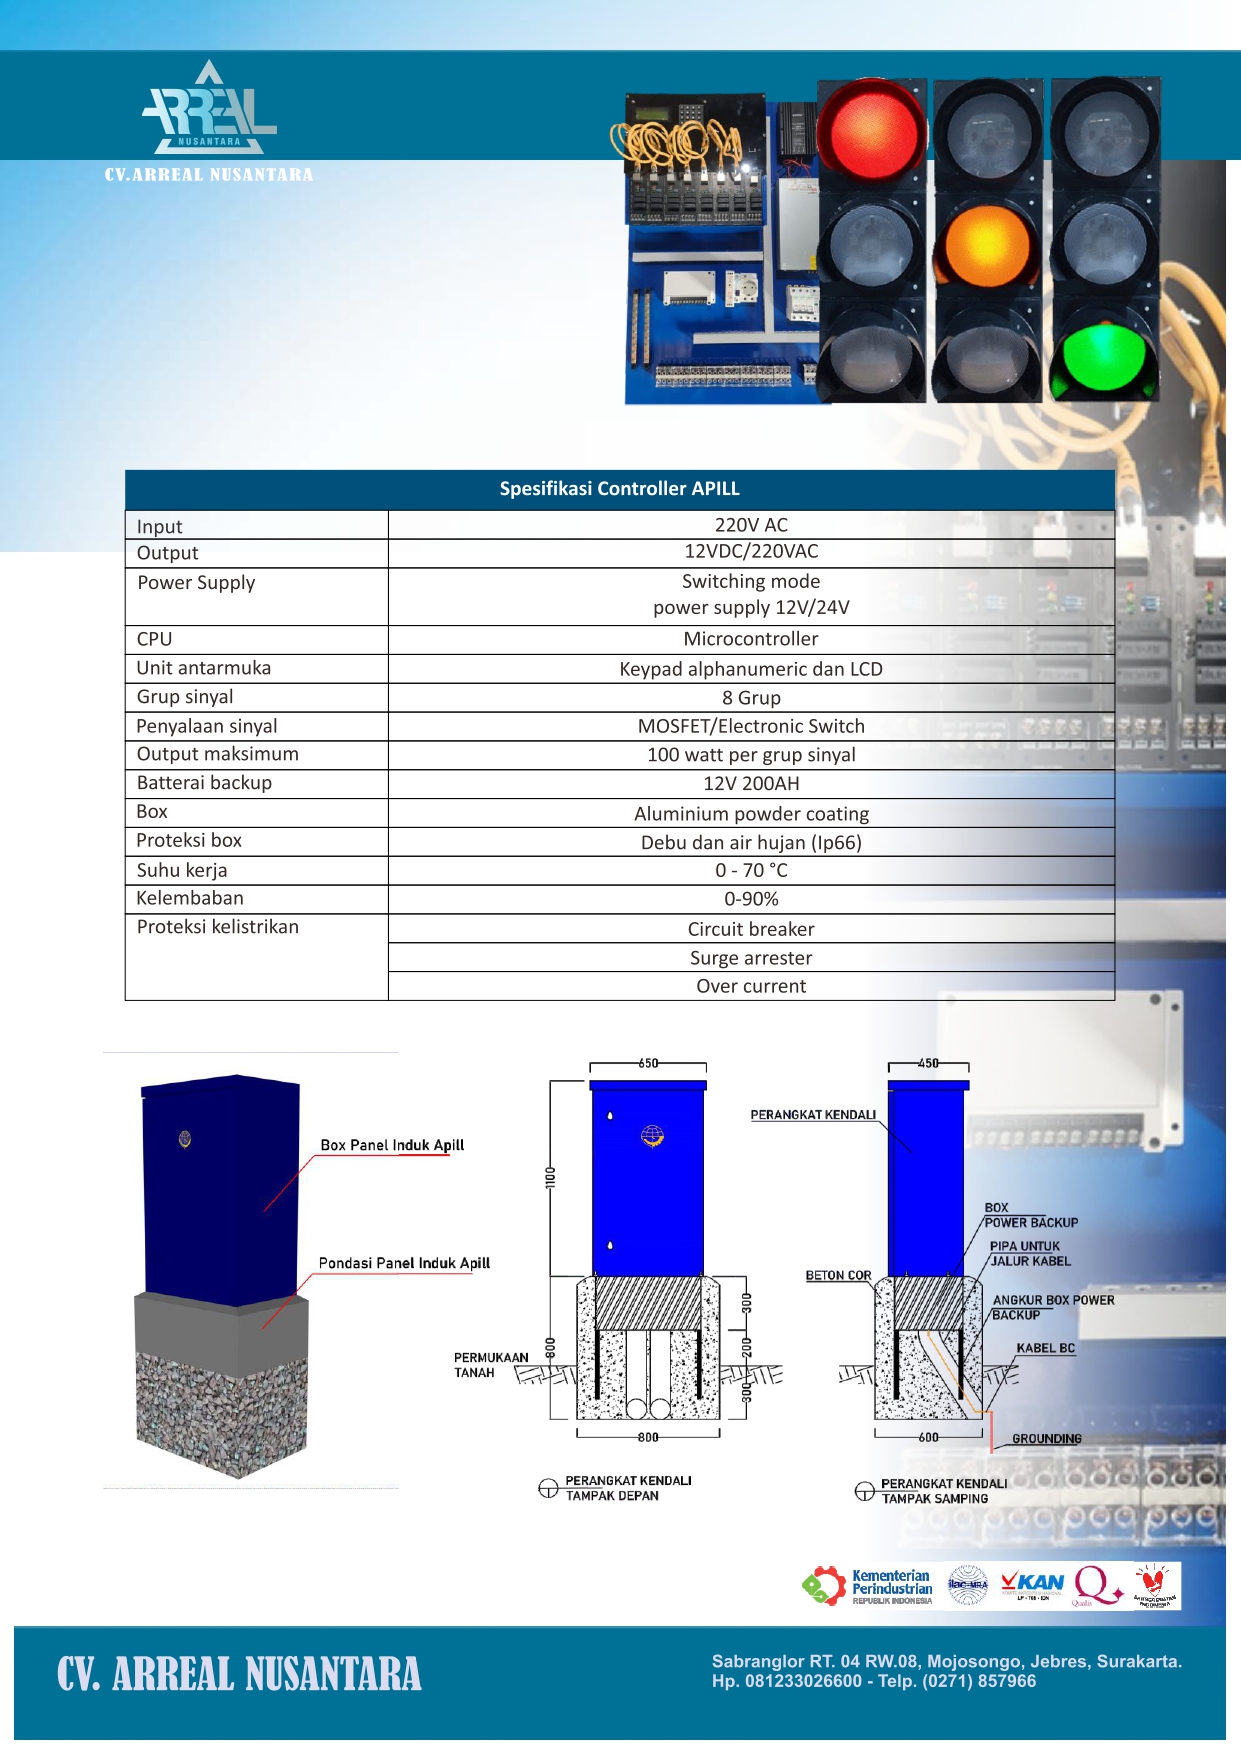 ARREAL
NUSANTARA
CV.ARREAL NUSANTARA
Spesifikasi Controller APILL
Input 220V AC
Output 12VDC/220VAC
Power Supply Switching mode
power supply 12V/24V
CPU Microcontroller
Unit antarmuka Keypad alphanumeric dan LCD
Grup sinyal 8 Grup
Penyalaan sinyal MOSFET/Electronic Switch
Output maksimum 100 watt per grup sinyal
Batterai backup 12V 200AH
Box Aluminium powder coating
Proteksi box Debu dan air hujan (Ip66)
Suhu kerja 0 - 70 °C
Kelembaban 0-90%
Proteksi kelistrikan Circuit breaker
Surge arrester
Over current
Box Panel Induk Apill
Pondasi Panel Induk Apill
650
1100
800
300
200
300
800
PERMUKAAN
TANAH
PERANGKAT KENDALI
TAMPAK DEPAN
450
PERANGKAT KENDALI
BOX
POWER BACKUP
PIPA UNTUK
JALUR KABEL
BETON COR
ANGKUR BOX POWER
BACKUP
KABEL BC
600
GROUNDING
PERANGKAT KENDALI
TAMPAK SAMPING
Kementerian
Perindustrian
REPUBLIK INDONESIA
ilac-MRA
KAN
Qualis
CV. ARREAL NUSANTARA
Sabranglor RT. 04 RW.08, Mojosongo, Jebres, Surakarta.
Hp. 081233026600 - Telp. (0271) 857966